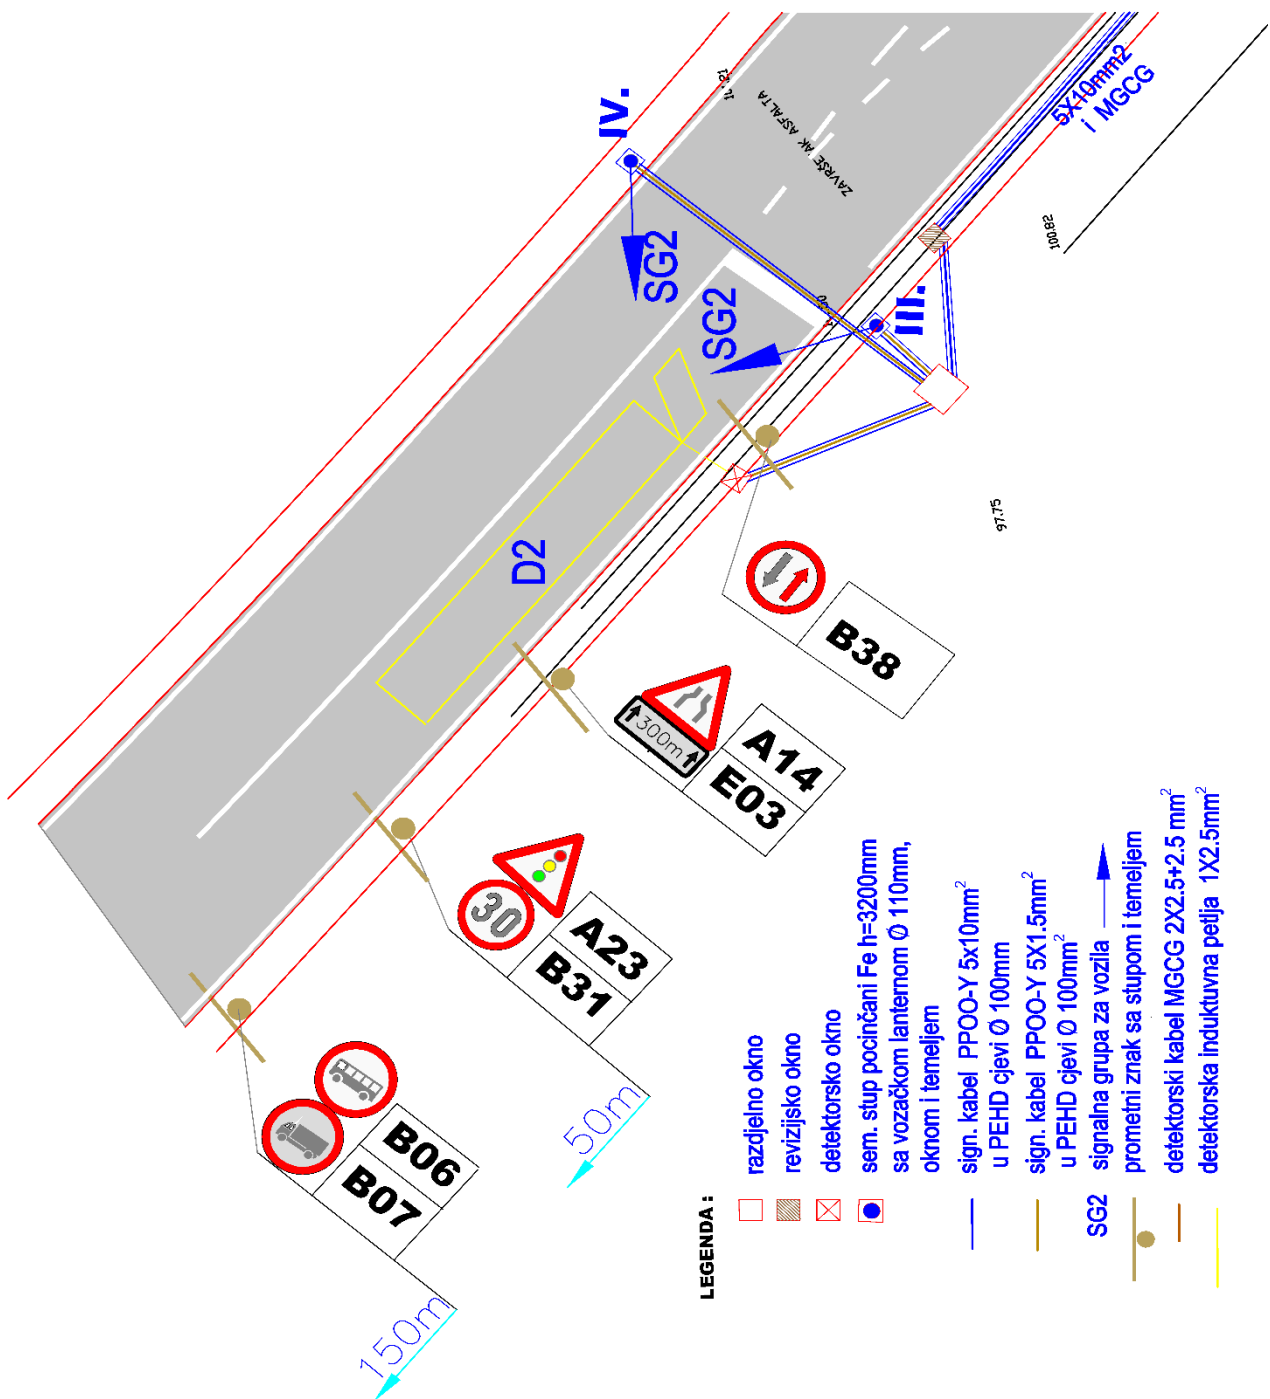 IV.
5X10mm2
i MGCG
ZAVRŠETAK ASFALTA
100.82
SG2
SG2
III.
D2
97.75
B38
300m
A14
E03
30
A23
B31
50m
B06
B07
150m
LEGENDA :
razdjelno okno
revizijsko okno
detektorsko okno
sem. stup pocinčani Fe h=3200mm
sa vozačkom lanternom Ø 110mm,
oknom i temeljem
sign. kabel PPOO-Y 5x10mm²
u PEHD cjevi Ø 100mm
sign. kabel PPOO-Y 5X1.5mm²
u PEHD cjevi Ø 100mm²
SG2 signalna grupa za vozila
prometni znak sa stupom i temeljem
detektorski kabel MGCG 2X2.5+2.5 mm²
detektorska induktuvna petlja 1X2.5mm²